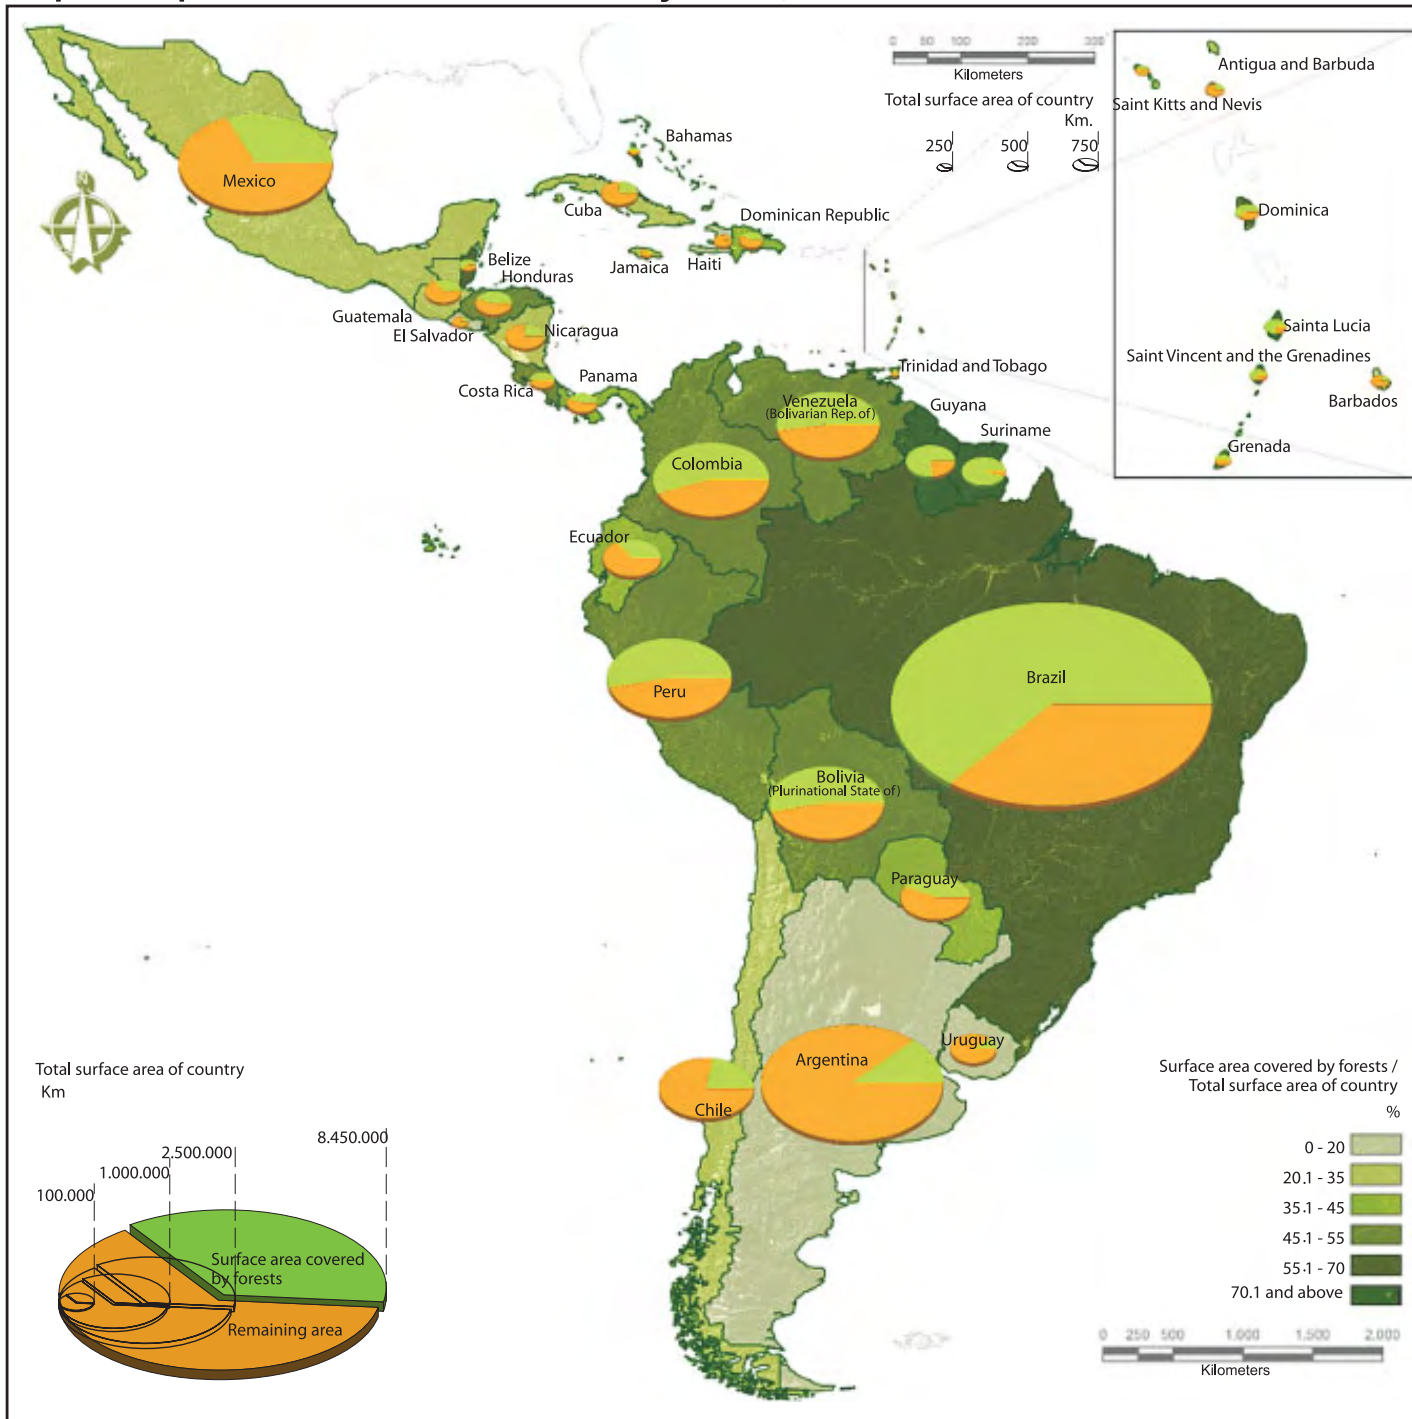 0 50 100 200 300
Kilometers
Total surface area of country
Km.
250 500 750
Antigua and Barbuda
Saint Kitts and Nevis
Dominica
Sainta Lucia
Saint Vincent and the Grenadines
Barbados
Grenada
Mexico
N
Bahamas
Cuba
Dominican Republic
Jamaica
Haiti
Belize
Honduras
Guatemala
El Salvador
Nicaragua
Costa Rica
Panama
Trinidad and Tobago
Venezuela
(Bolivarian Rep. of)
Guyana
Suriname
Colombia
Ecuador
Peru
Brazil
Bolivia
(Plurinational State of)
Paraguay
Uruguay
Argentina
Chile
Total surface area of country
Km
8.450.000
2.500.000
1.000.000
100.000
Surface area covered
by forests
Remaining area
Surface area covered by forests /
Total surface area of country
%
0 - 20
20.1 - 35
35.1 - 45
45.1 - 55
55.1 - 70
70.1 and above
0 250 500 1.000 1.500 2.000
Kilometers